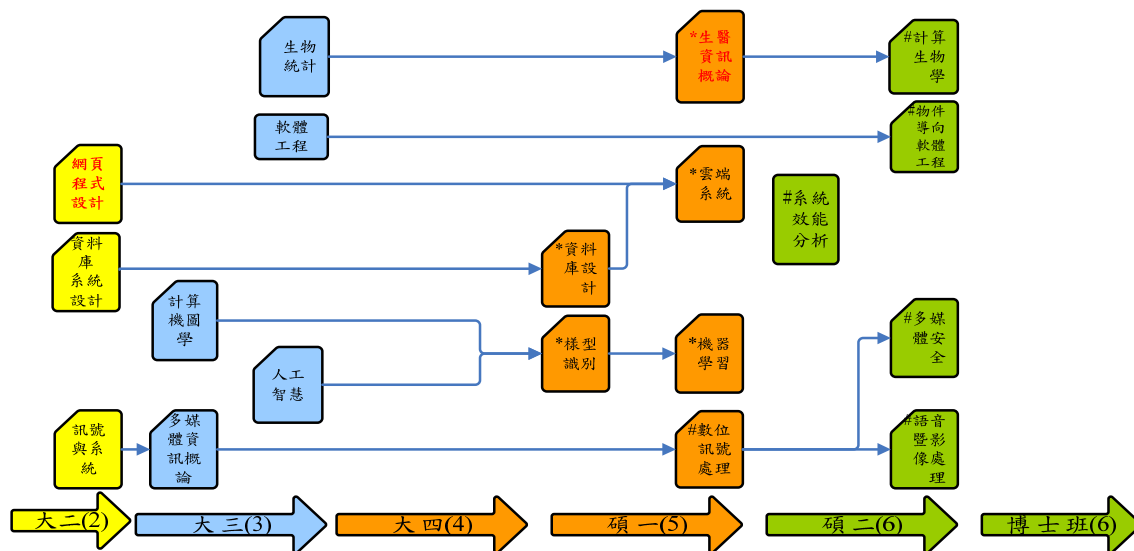 生物
統計
*生醫
資訊
概論
#計算
生物
學
軟體
工程
#物件
導向
軟體
工程
網頁
程式
設計
*雲端
系統
#系統
效能
分析
資料
庫
系統
設計
*資料
庫設
計
計算
機圖
學
*樣型
識別
*機器
學習
#多媒
體安
全
人工
智慧
訊號
與系
統
多媒
體資
訊概
論
#數位
訊號
處理
#語音
暨影
像處
理
大二(2)
大三(3)
大四(4)
碩一(5)
碩二(6)
博士班(6)